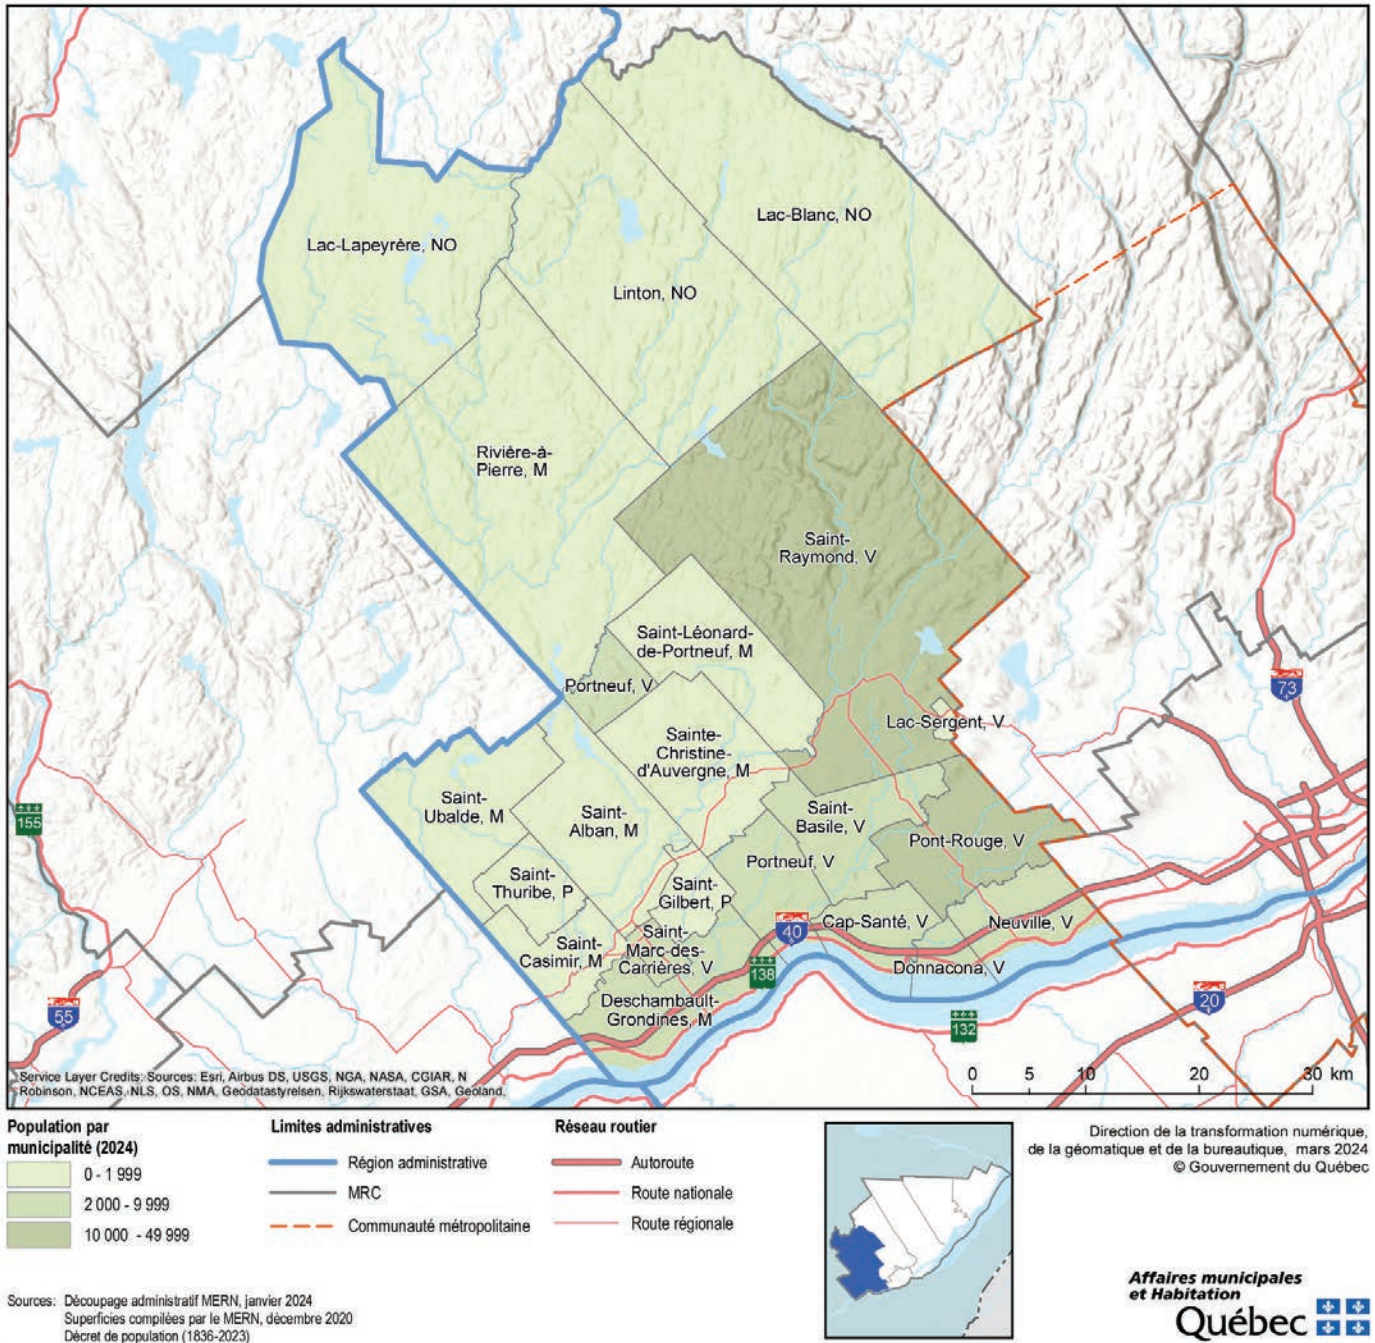 Lac-Blanc, NO
Lac-Lapeyrère, NO
Linton, NO
Rivière-à-
Pierre, M
Saint-
Raymond, V
Saint-Léonard-
de-Portneuf, M
Portneuf, V
73
Lac-Sergent, V
Sainte-
Christine-
d'Auvergne, M
Saint-
Ubalde, M
Saint-
Alban, M
Saint-
Basile, V
155
Pont-Rouge, V
Portneuf, V
Saint-
Thuribe, P
Saint-
Gilbert, P
Cap-Santé, V
Neuville, V
40
Saint-
Casimir, M
Saint-
Marc-des-
Carrières, V
138
Donnacona, V
Deschambault-
Grondines, M
55
20
132
Service Layer Credits: Sources: Esri, Airbus DS, USGS, NGA, NASA, CGIAR, N
Robinson, NCEAS, NLS, OS, NMA, Geodatastyrelsen, Rijkswaterstaat, GSA, Geoland,
0 5 10 20 30 km
Population par
municipalité (2024)
0 - 1 999
2 000 - 9 999
10 000 - 49 999
Limites administratives
Région administrative
MRC
Communauté métropolitaine
Réseau routier
Autoroute
Route nationale
Route régionale
Direction de la transformation numérique,
de la géomatique et de la bureautique, mars 2024
© Gouvernement du Québec
Sources: Découpage administratif MERN, janvier 2024
Superficies compilées par le MERN, décembre 2020
Décret de population (1836-2023)
Affaires municipales
et Habitation
Québec